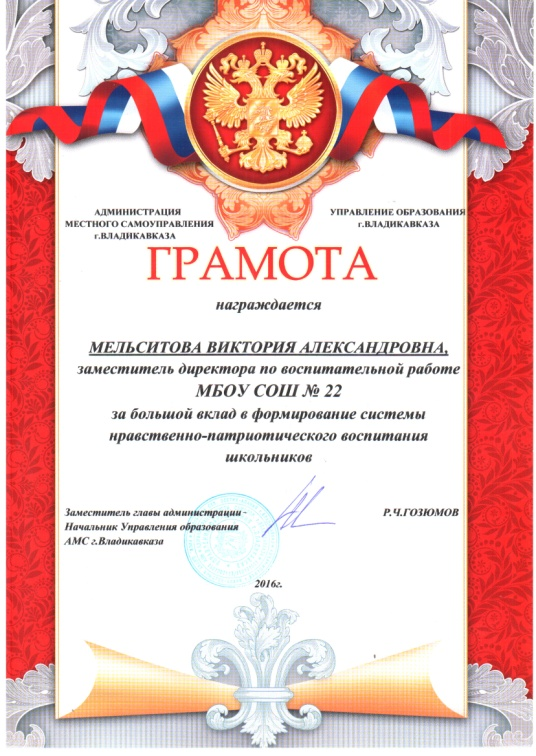 АДМИНИСТРАЦИЯ
МЕСТНОГО САМОУПРАВЛЕНИЯ
г.ВЛАДИКАВКАЗА
УПРАВЛЕНИЕ ОБРАЗОВАНИЯ
г.ВЛАДИКАВКАЗА
ГРАМОТА
награждается
МЕЛЬСИТОВА ВИКТОРИЯ АЛЕКСАНДРОВНА,
заместитель директора по воспитательной работе
МБОУ СОШ № 22
за большой вклад в формирование системы
нравственно-патриотического воспитания
школьников
Заместитель главы администрации-
Начальник Управления образования
АМС г.Владикавказа
Р.Ч.ГОЗЮМОВ
2016г.